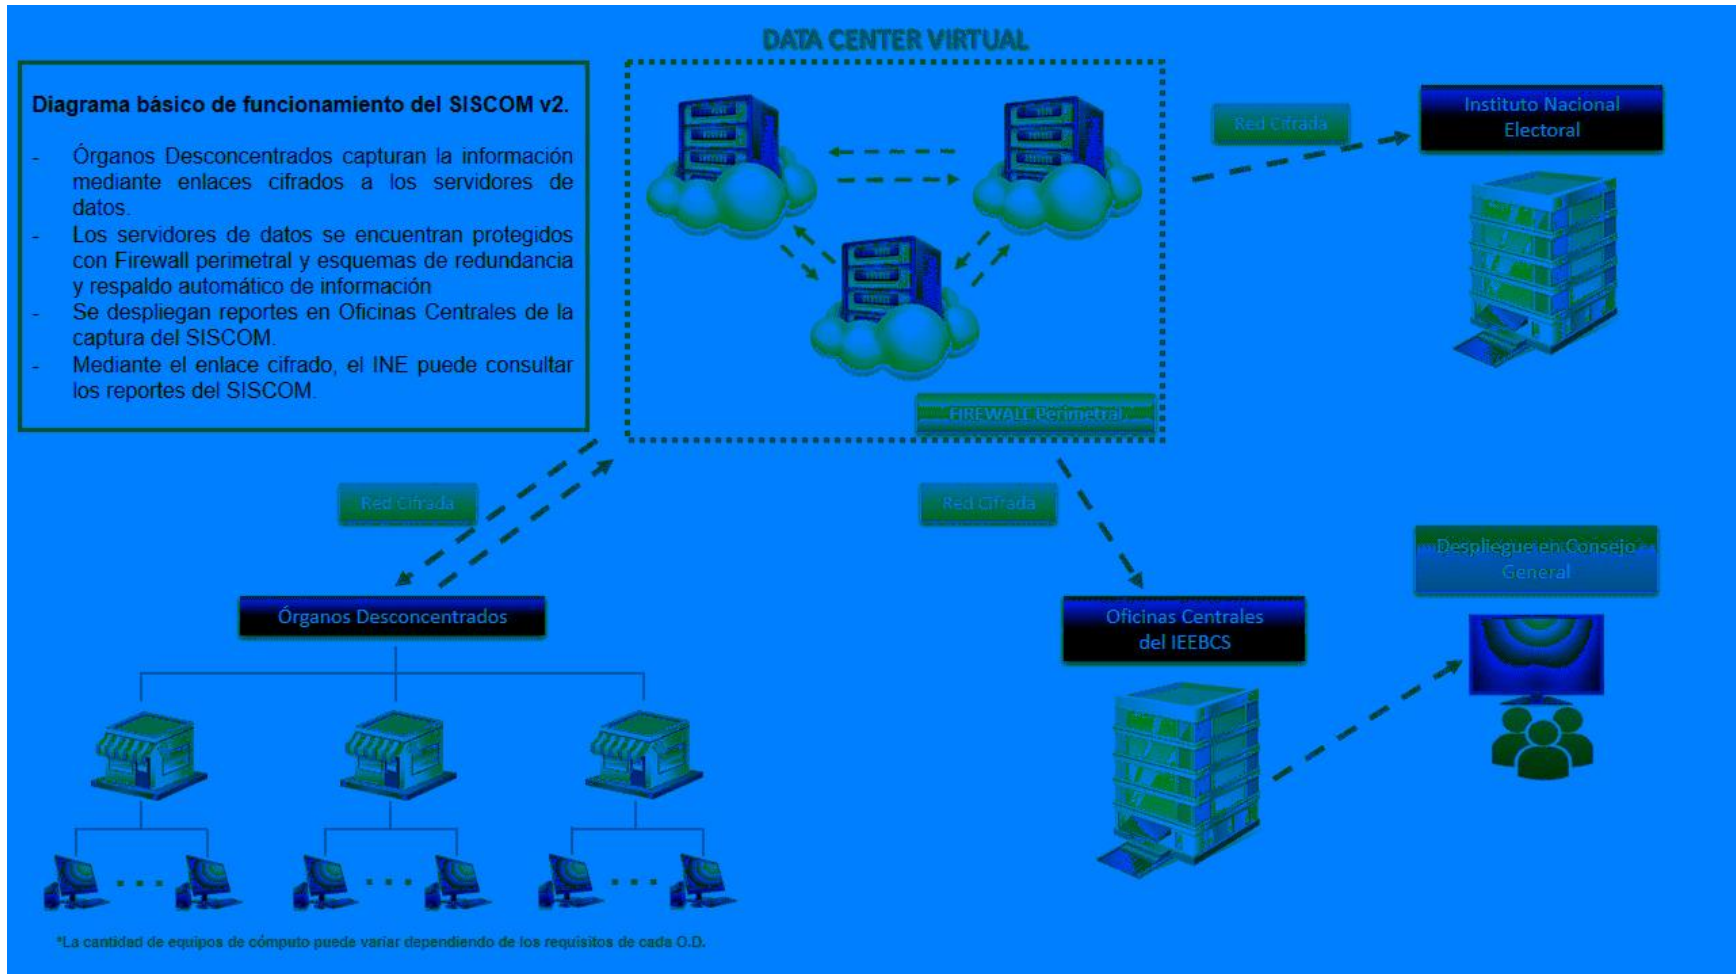 DATA CENTER VIRTUAL
Diagrama básico de funcionamiento del SISCOM v2.
- Órganos Desconcentrados capturan la información
mediante enlaces cifrados a los servidores de
datos.
- Los servidores de datos se encuentran protegidos
con Firewall perimetral y esquemas de redundancia
y respaldo automático de información
- Se despliegan reportes en Oficinas Centrales de la
captura del SISCOM.
- Mediante el enlace cifrado, el INE puede consultar
los reportes del SISCOM.
Red Cifrada
Instituto Nacional
Electoral
FIREWALL Perimetral
Red Cifrada
Red Cifrada
Despliegue en Consejo
General
Órganos Desconcentrados
Oficinas Centrales
del IEEBCS
*La cantidad de equipos de cómputo puede variar dependiendo de los requisitos de cada O.D.